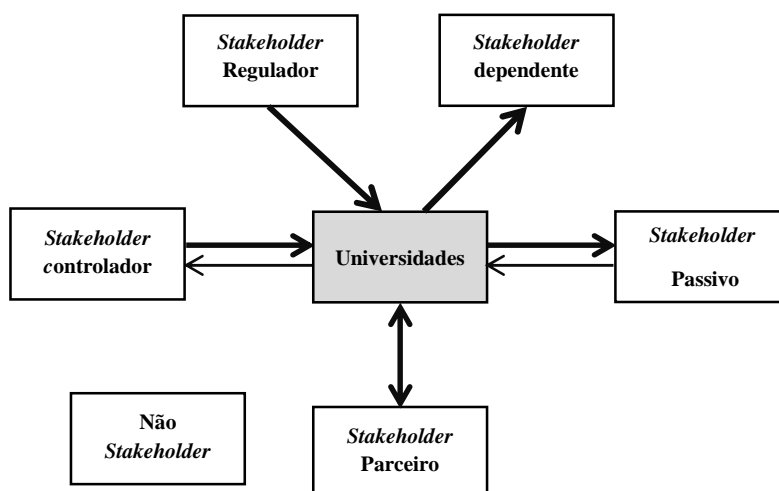 Stakeholder
Regulador
Stakeholder
dependente
Stakeholder
controlador
Universidades
Stakeholder
Passivo
Não
Stakeholder
Stakeholder
Parceiro